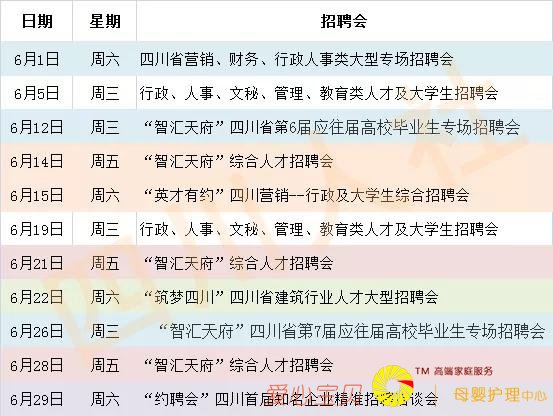 日期 星期 招聘会
6月1日 周六 四川省营销、财务、行政人事类大型专场招聘会
6月5日 周三 行政、人事、文秘、管理、教育类人才及大学生招聘会
6月12日 周三 “智汇天府”四川省第6届应往届高校毕业生专场招聘会
6月14日 周五 “智汇天府”综合人才招聘会
6月15日 周六 “英才有约”四川营销--行政及大学生综合招聘会
6月19日 周三 行政、人事、文秘、管理、教育类人才及大学生招聘会
6月21日 周五 “智汇天府”综合人才招聘会
6月22日 周六 “筑梦四川”四川省建筑行业人才大型招聘会
6月26日 周三 “智汇天府”四川省第7届应往届高校毕业生专场招聘会
6月28日 周五 “智汇天府”综合人才招聘会
TM 高端家庭服务
6月29日 周六 “约聘会”四川首届知名企业精准招聘洽谈会
爱心宝贝 母婴护理中心
四川人社